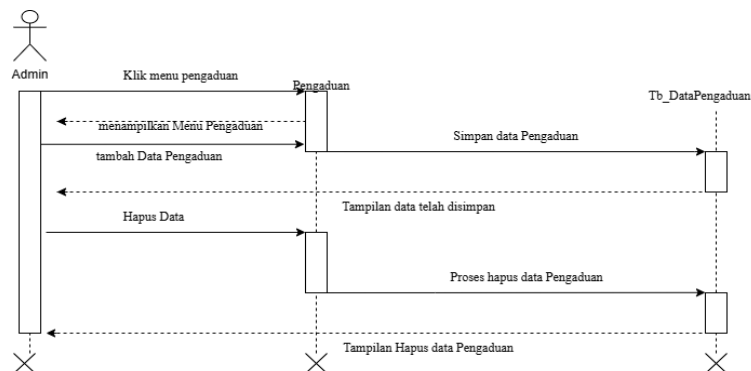 Admin
Klik menu pengaduan
Pengaduan
Tb_DataPengaduan
menampilkan Menu Pengaduan
Simpan data Pengaduan
tambah Data Pengaduan
Tampilan data telah disimpan
Hapus Data
Proses hapus data Pengaduan
Tampilan Hapus data Pengaduan